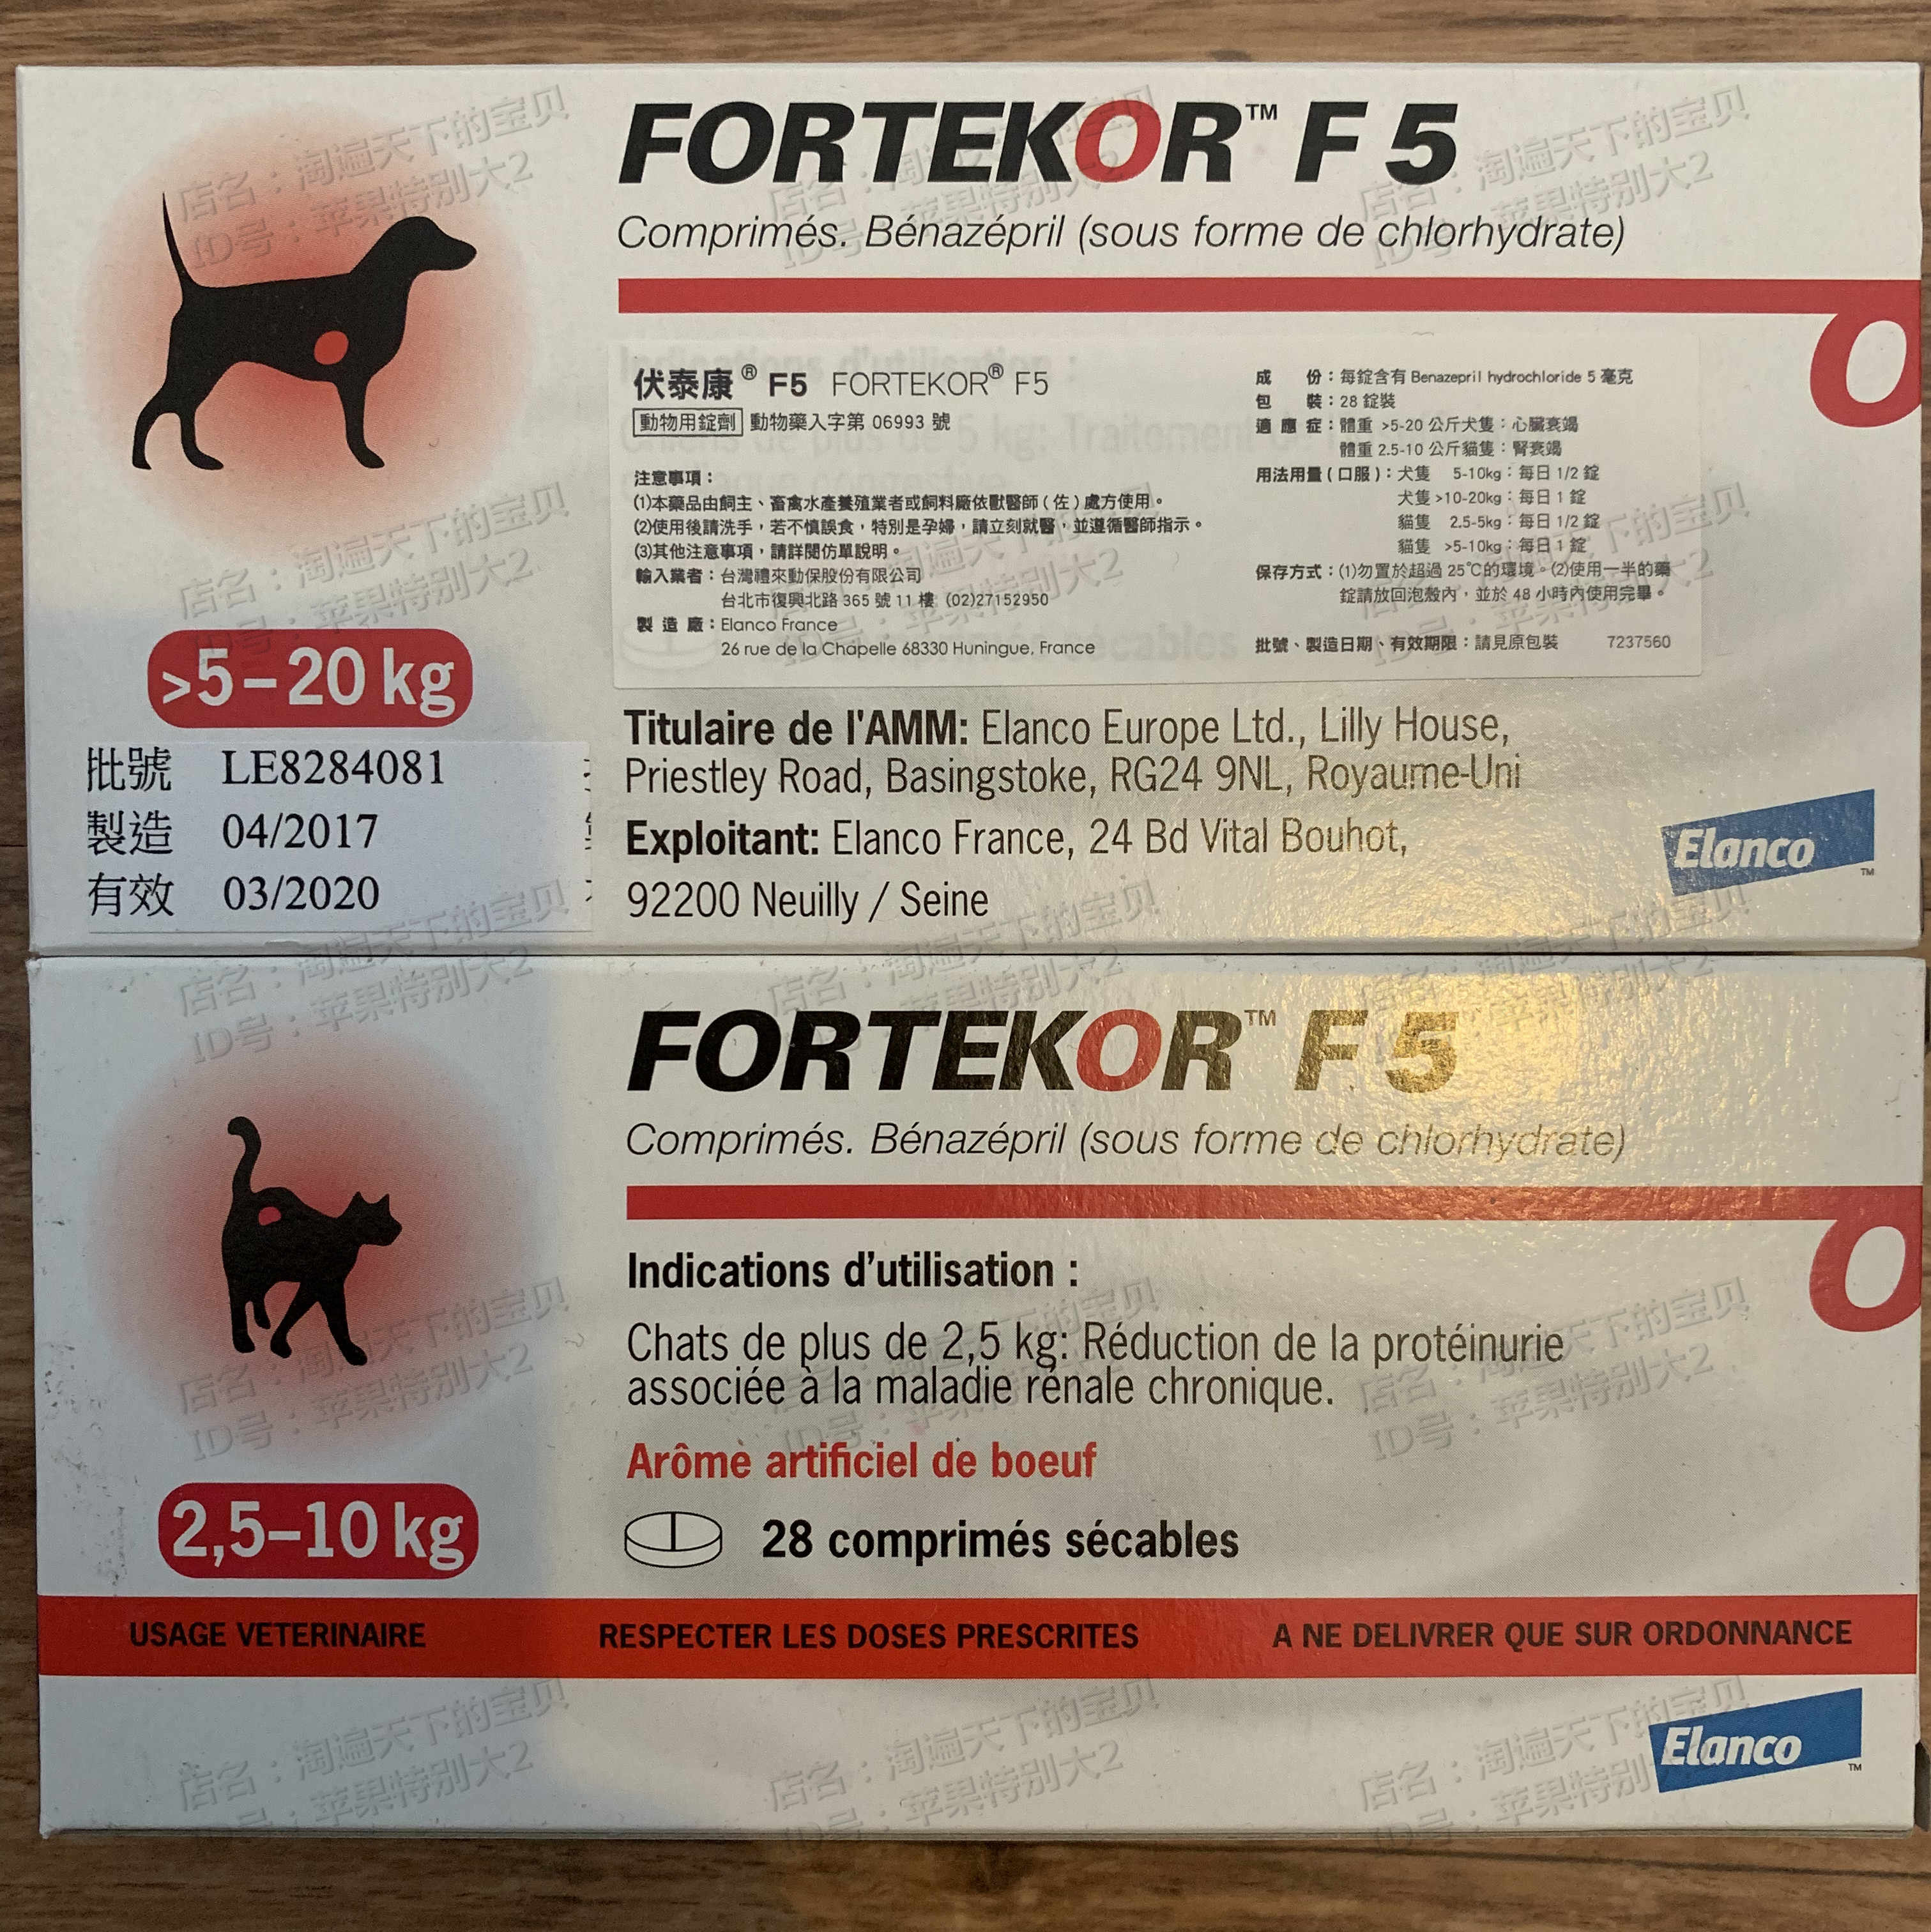 FORTEKOR™ F 5
Comprimés. Bénazépril (sous forme de chlorhydrate)
伏泰康® F5 FORTEKOR® F5
動物用錠劑 動物藥入字第 06993 號
注意事項：
(1)本藥品由飼主、畜禽水產養殖業者或飼料廠依獸醫師(佐)處方使用。
(2)使用後請洗手，若不慎誤食，特別是孕婦，請立刻就醫，並遵循醫師指示。
(3)其他注意事項，請詳閱仿單說明。
輸入業者：台灣禮來動保股份有限公司
台北市復興北路 365 號 11 樓 (02)27152950
製造廠：Elanco France
26 rue de la Chapelle 68330 Huningue, France
成份：每錠含有 Benazepril hydrochloride 5 毫克
包裝：28 錠裝
適應症：體重 >5-20 公斤犬隻：心臟衰竭
體重 2.5-10 公斤貓隻：腎衰竭
用法用量(口服)：犬隻 5-10kg：每日 1/2 錠
犬隻 >10-20kg：每日 1 錠
貓隻 2.5-5kg：每日 1/2 錠
貓隻 >5-10kg：每日 1 錠
保存方式：(1)勿置於超過 25℃的環境。(2)使用一半的藥
錠請放回泡殼內，並於 48 小時內使用完畢。
批號、製造日期、有效期限：請見原包裝 7237560
>5–20 kg
批號 LE8284081
製造 04/2017
有效 03/2020
Titulaire de l'AMM: Elanco Europe Ltd., Lilly House,
Priestley Road, Basingstoke, RG24 9NL, Royaume-Uni
Exploitant: Elanco France, 24 Bd Vital Bouhot,
92200 Neuilly / Seine
Elanco™
FORTEKOR™ F 5
Comprimés. Bénazépril (sous forme de chlorhydrate)
Indications d'utilisation :
Chats de plus de 2,5 kg: Réduction de la protéinurie
associée à la maladie rénale chronique.
Arôme artificiel de boeuf
28 comprimés sécables
2,5–10 kg
USAGE VETERINAIRE RESPECTER LES DOSES PRESCRITES A NE DELIVRER QUE SUR ORDONNANCE
Elanco™
店名：淘遍天下的宝贝
ID号：苹果特别大2